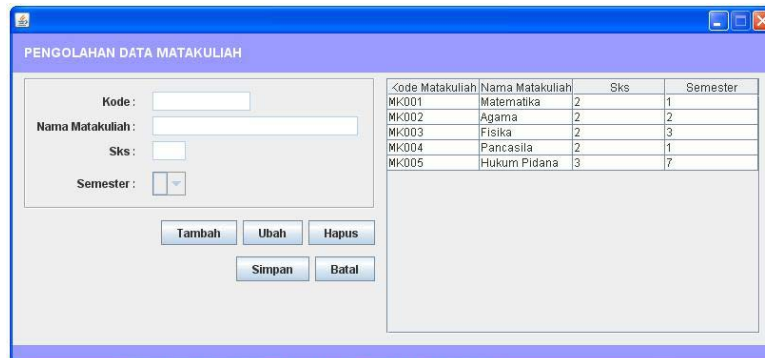 PENGOLAHAN DATA MATAKULIAH
Kode :
Nama Matakuliah :
Sks :
Semester :
Tambah Ubah Hapus
Simpan Batal
Kode Matakuliah Nama Matakuliah Sks Semester
MK001 Matematika 2 1
MK002 Agama 2 2
MK003 Fisika 2 3
MK004 Pancasila 2 1
MK005 Hukum Pidana 3 7